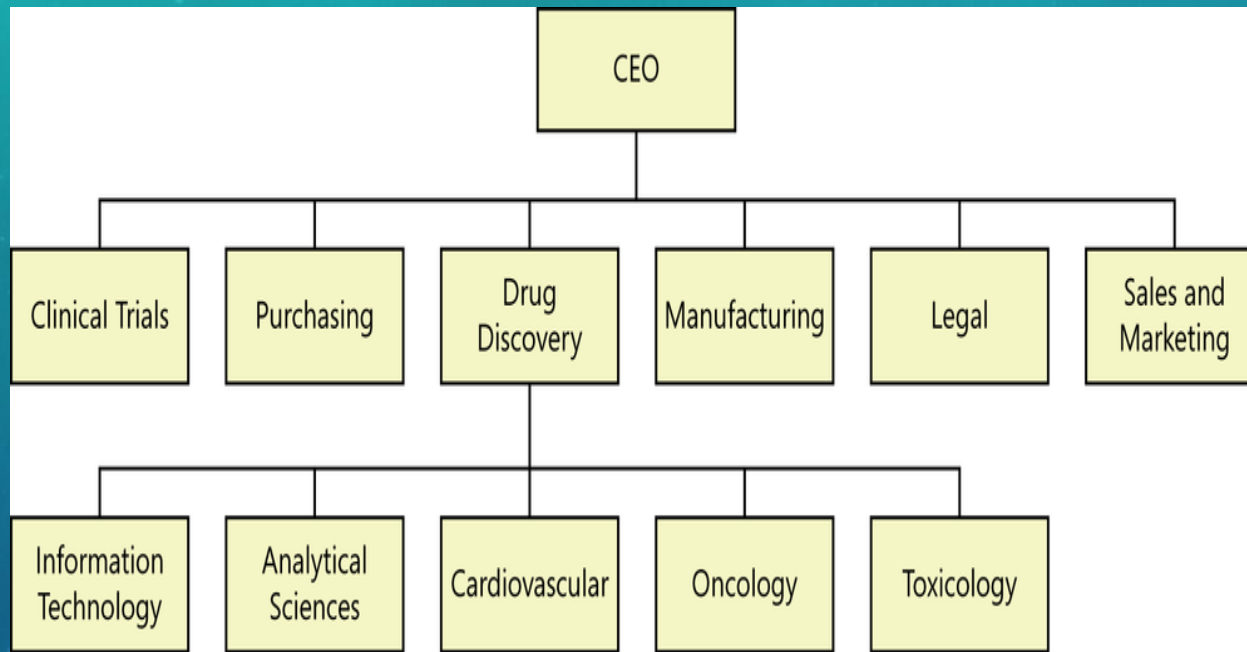 CEO
Clinical Trials
Purchasing
Drug
Discovery
Manufacturing
Legal
Sales and
Marketing
Information
Technology
Analytical
Sciences
Cardiovascular
Oncology
Toxicology